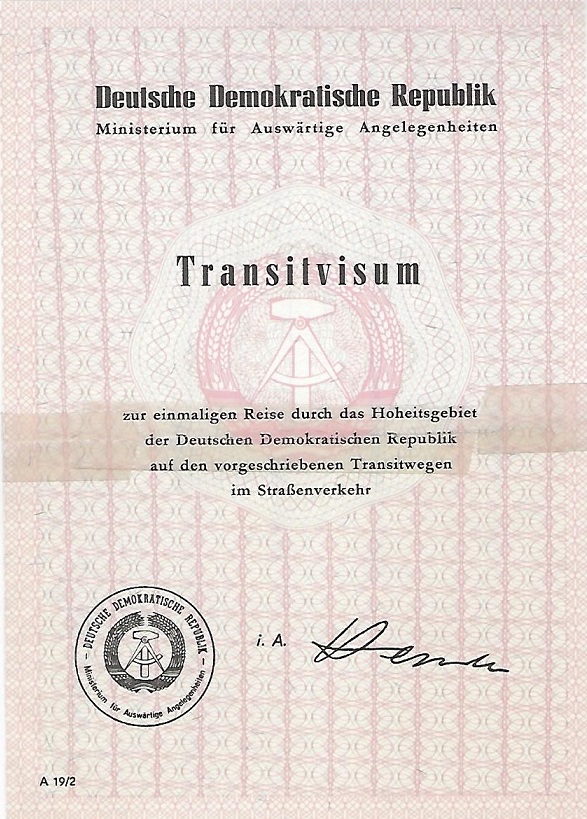 Deutsche Demokratische Republik
Ministerium für Auswärtige Angelegenheiten
Transitvisum
zur einmaligen Reise durch das Hoheitsgebiet
der Deutschen Demokratischen Republik
auf den vorgeschriebenen Transitwegen
im Straßenverkehr
DEUTSCHE DEMOKRATISCHE REPUBLIK
Ministerium für Auswärtige Angelegenheiten
i. A.
A 19/2